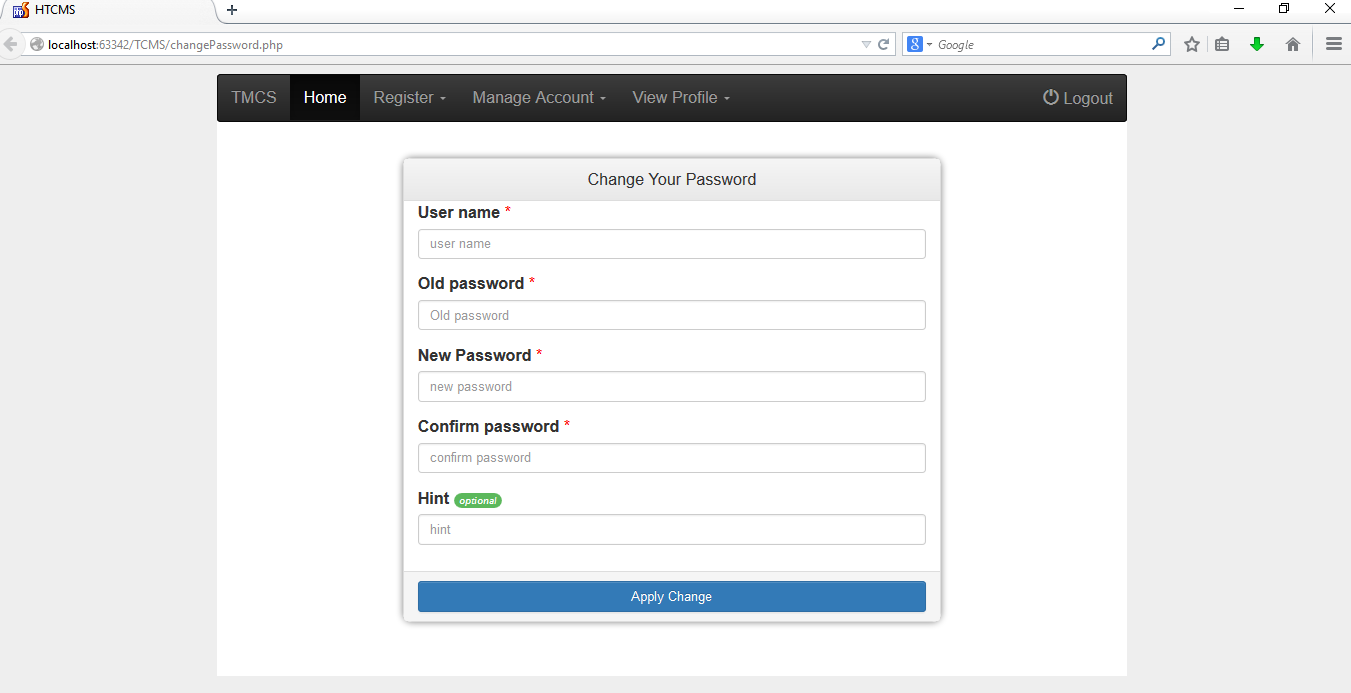 HTCMS
localhost:63342/TCMS/changePassword.php
Google
TMCS Home Register Manage Account View Profile Logout
Change Your Password
User name *
user name
Old password *
Old password
New Password *
new password
Confirm password *
confirm password
Hint optional
hint
Apply Change